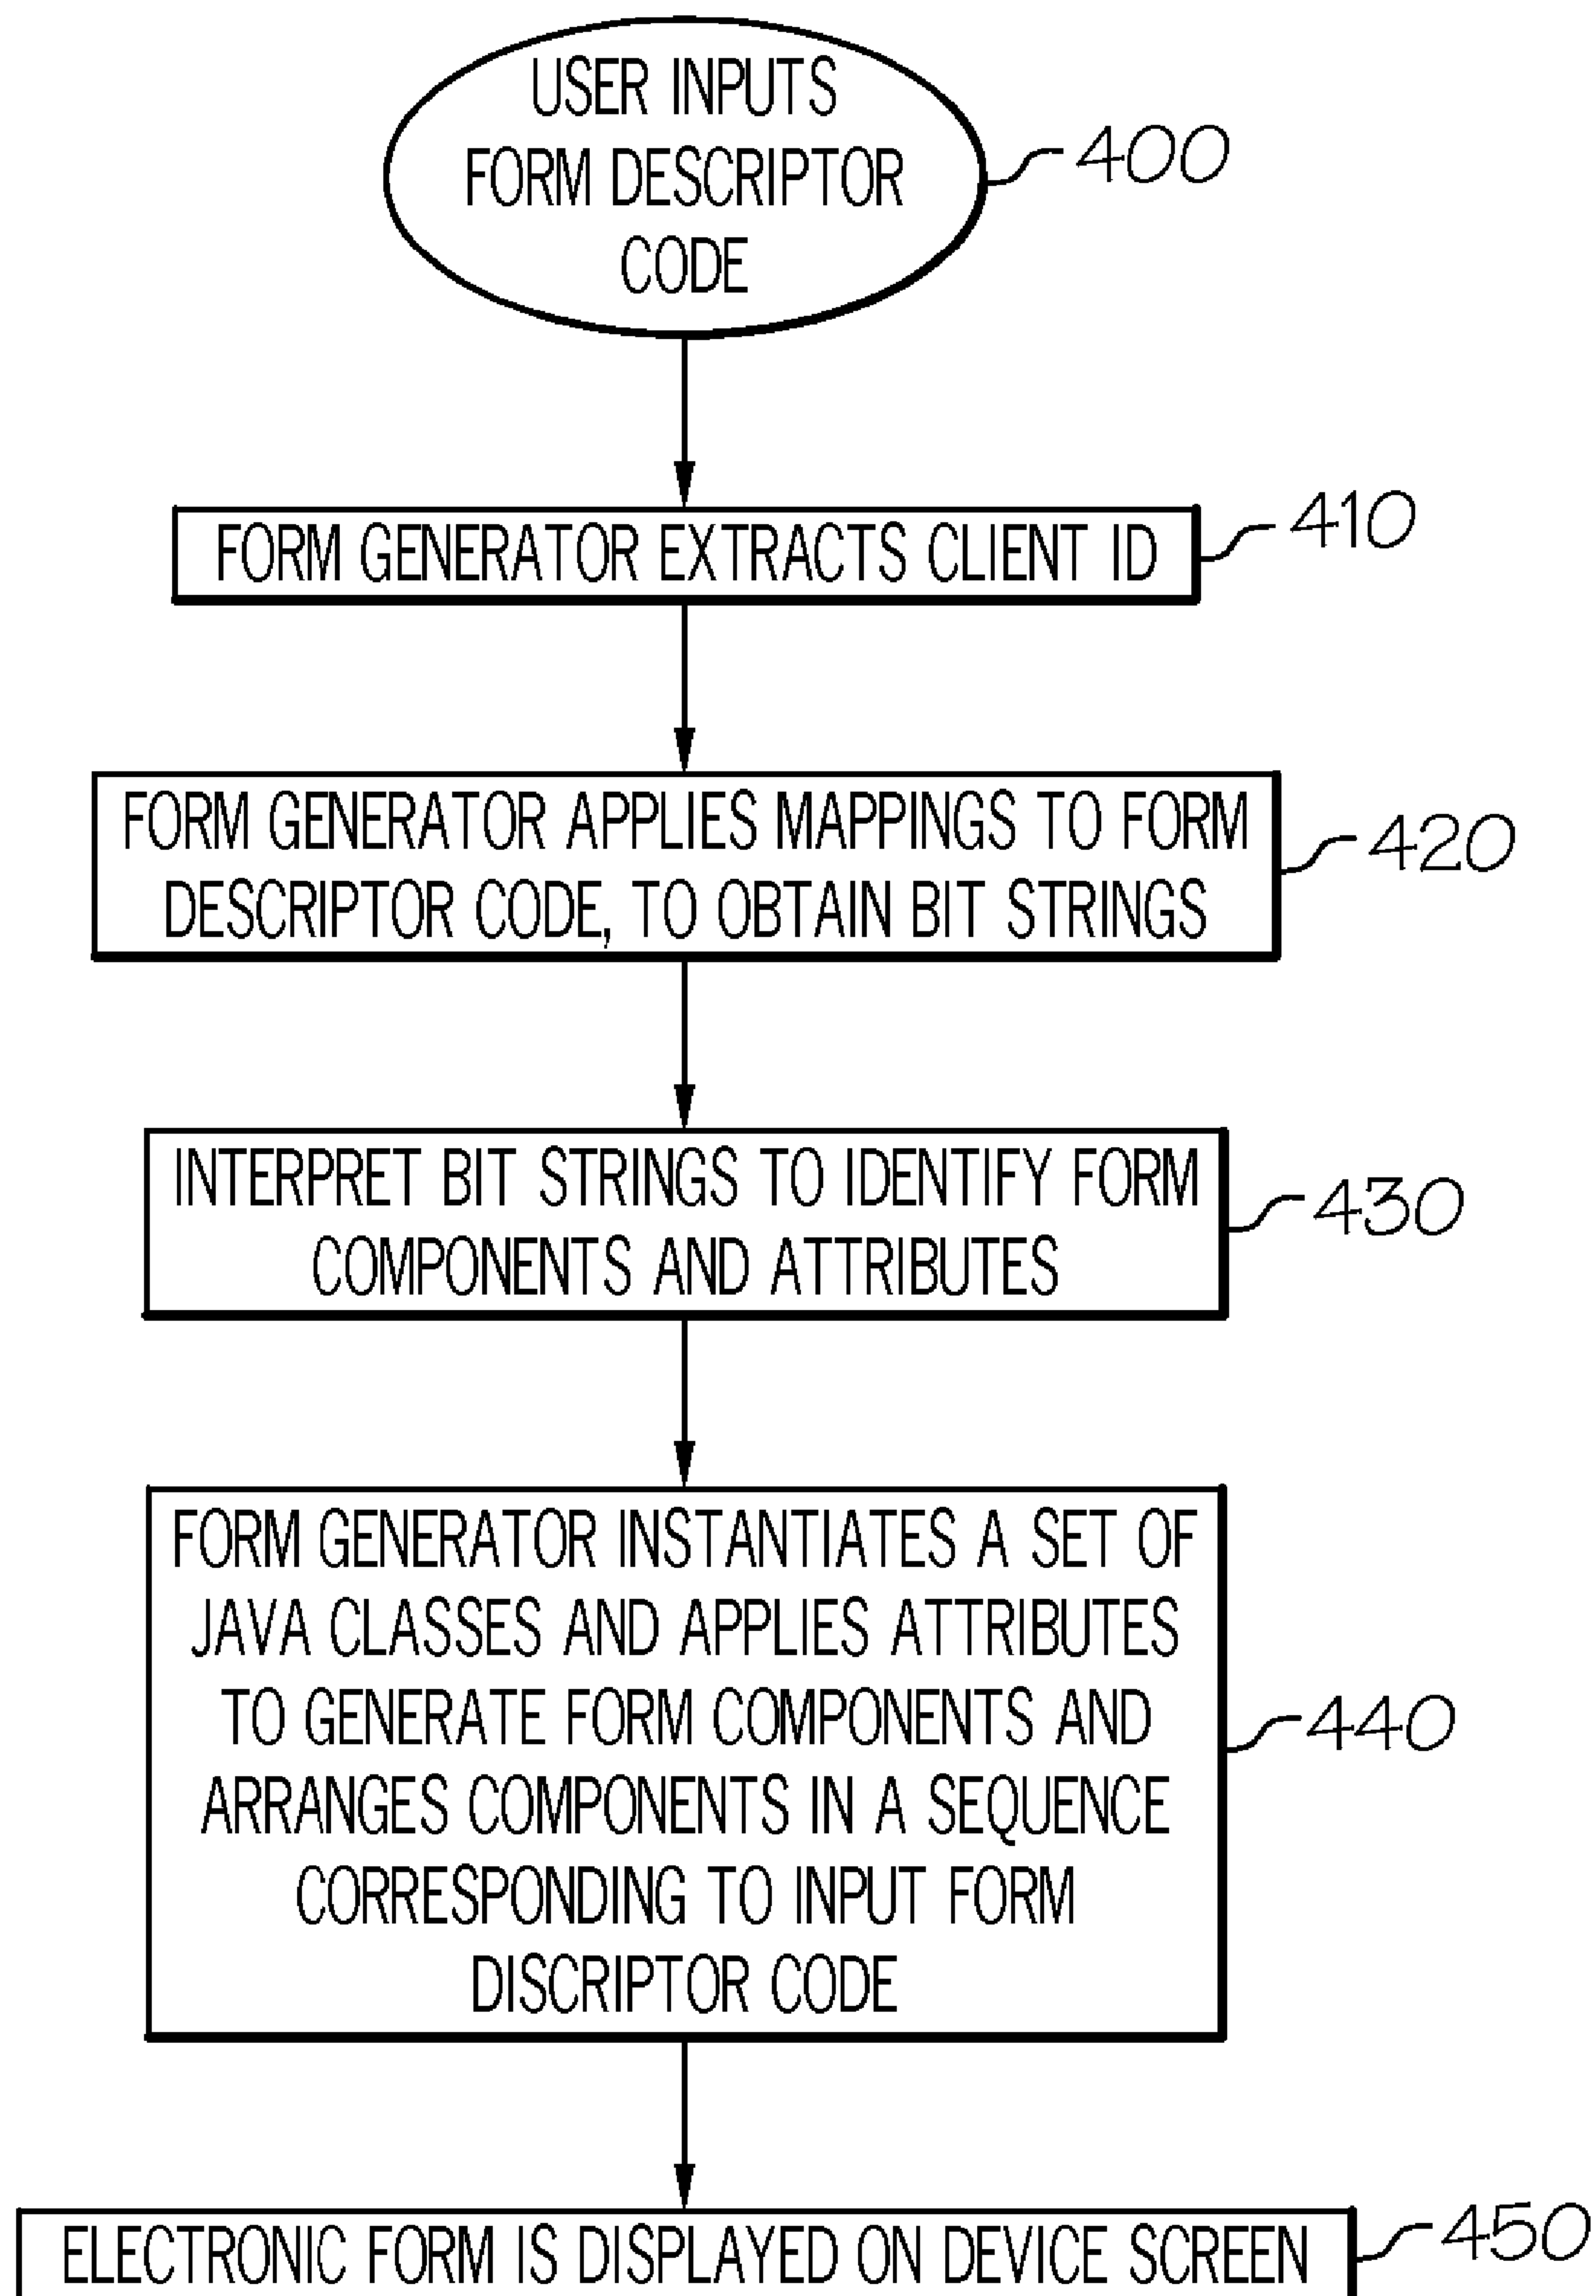 USER INPUTS
FORM DESCRIPTOR
CODE
400
FORM GENERATOR EXTRACTS CLIENT ID
410
FORM GENERATOR APPLIES MAPPINGS TO FORM
DESCRIPTOR CODE, TO OBTAIN BIT STRINGS
420
INTERPRET BIT STRINGS TO IDENTIFY FORM
COMPONENTS AND ATTRIBUTES
430
FORM GENERATOR INSTANTIATES A SET OF
JAVA CLASSES AND APPLIES ATTRIBUTES
TO GENERATE FORM COMPONENTS AND
ARRANGES COMPONENTS IN A SEQUENCE
CORRESPONDING TO INPUT FORM
DISCRIPTOR CODE
440
ELECTRONIC FORM IS DISPLAYED ON DEVICE SCREEN
450